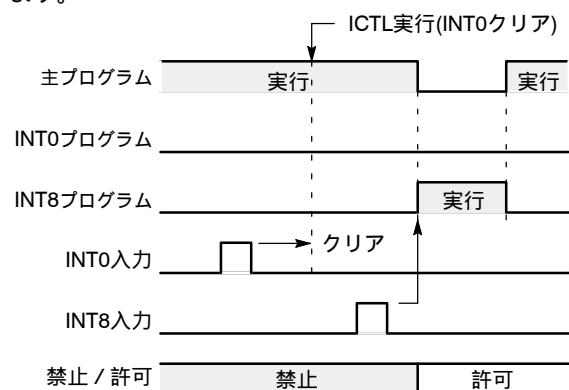 ます。
ICTL実行(INT0クリア)
主プログラム
実行
実行
INT0プログラム
INT8プログラム
実行
INT0入力
クリア
INT8入力
禁止 / 許可
禁止
許可